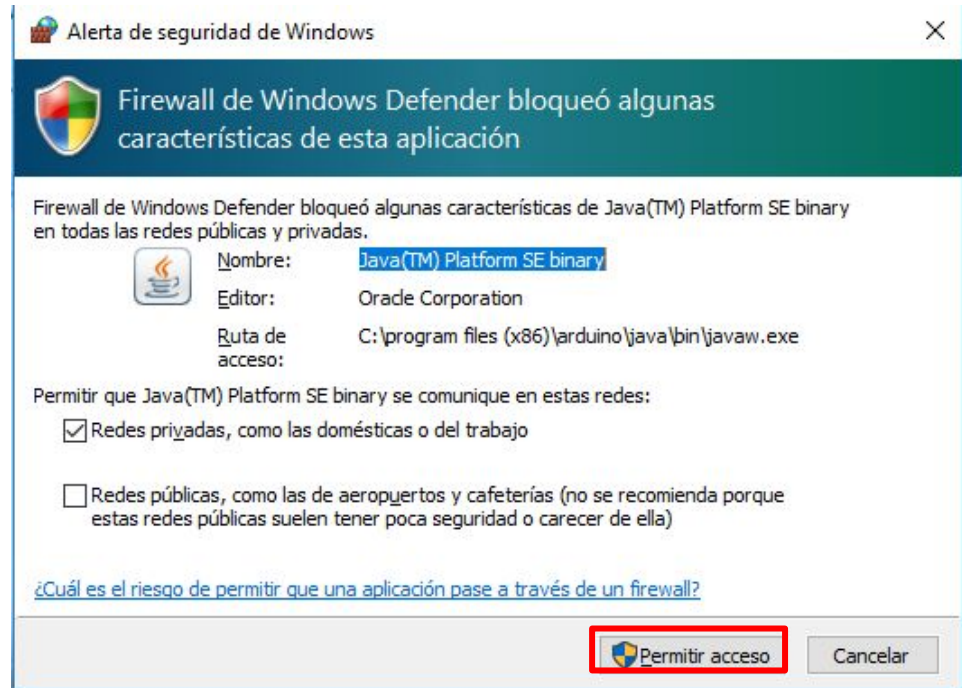 Alerta de seguridad de Windows
Firewall de Windows Defender bloqueó algunas
características de esta aplicación
Firewall de Windows Defender bloqueó algunas características de Java(TM) Platform SE binary
en todas las redes públicas y privadas.
Nombre: Java(TM) Platform SE binary
Editor: Oracle Corporation
Ruta de C:\program files (x86)\arduino\java\bin\javaw.exe
acceso:
Permitir que Java(TM) Platform SE binary se comunique en estas redes:
Redes privadas, como las domésticas o del trabajo
Redes públicas, como las de aeropuertos y cafeterías (no se recomienda porque
estas redes públicas suelen tener poca seguridad o carecer de ella)
¿Cuál es el riesgo de permitir que una aplicación pase a través de un firewall?
Permitir acceso Cancelar